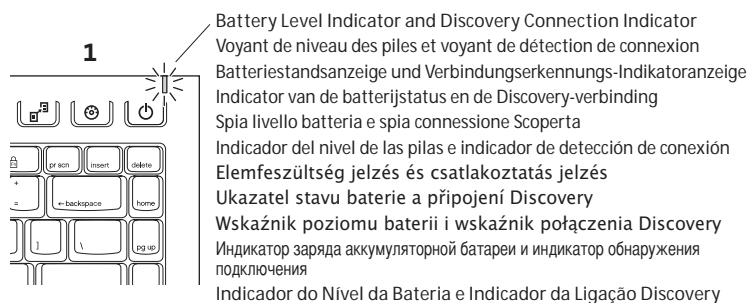 Battery Level Indicator and Discovery Connection Indicator
1
Voyant de niveau des piles et voyant de détection de connexion
Batteriestandsanzeige und Verbindungserkennungs-Indikatoranzeige
Indicator van de batterijstatus en de Discovery-verbinding
Spia livello batteria e spia connessione Scoperta
Indicador del nivel de las pilas e indicador de detección de conexión
Elemfeszültség jelzés és csatlakoztatás jelzés
Ukazatel stavu baterie a připojení Discovery
Wskaźnik poziomu baterii i wskaźnik połączenia Discovery
Индикатор заряда аккумуляторной батареи и индикатор обнаружения
подключения
Indicador do Nível da Bateria e Indicador da Ligação Discovery
pr scn insert delete
+
= ←backspace home
] \ pg up